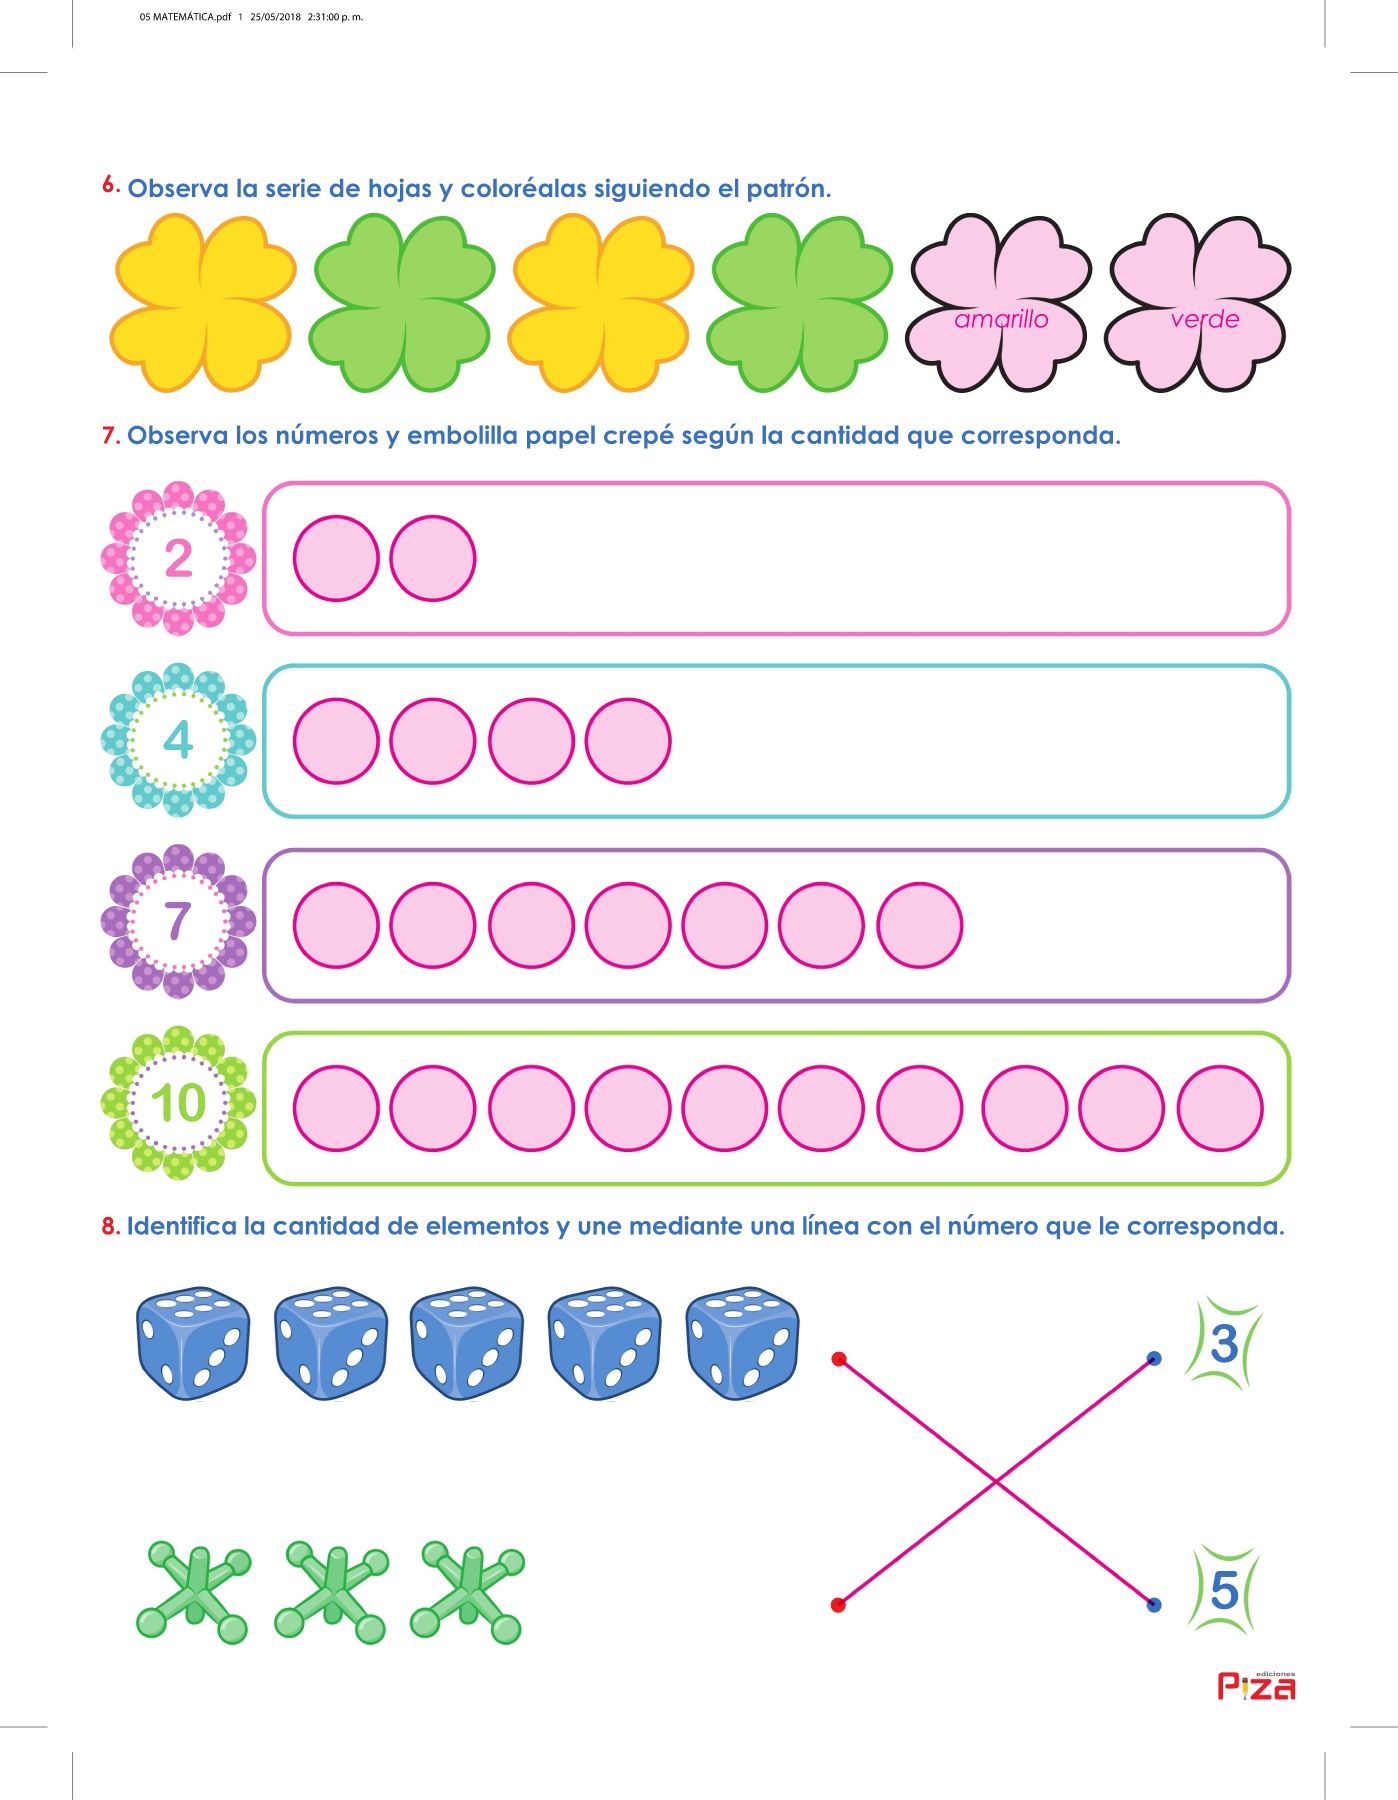 05 MATEMÁTICA.pdf 1 25/05/2018 2:31:00 p. m.
6. Observa la serie de hojas y coloréalas siguiendo el patrón.
amarillo verde
7. Observa los números y embolilla papel crepé según la cantidad que corresponda.
2
4
7
10
8. Identifica la cantidad de elementos y une mediante una línea con el número que le corresponda.
3
5
ediciones
Piza